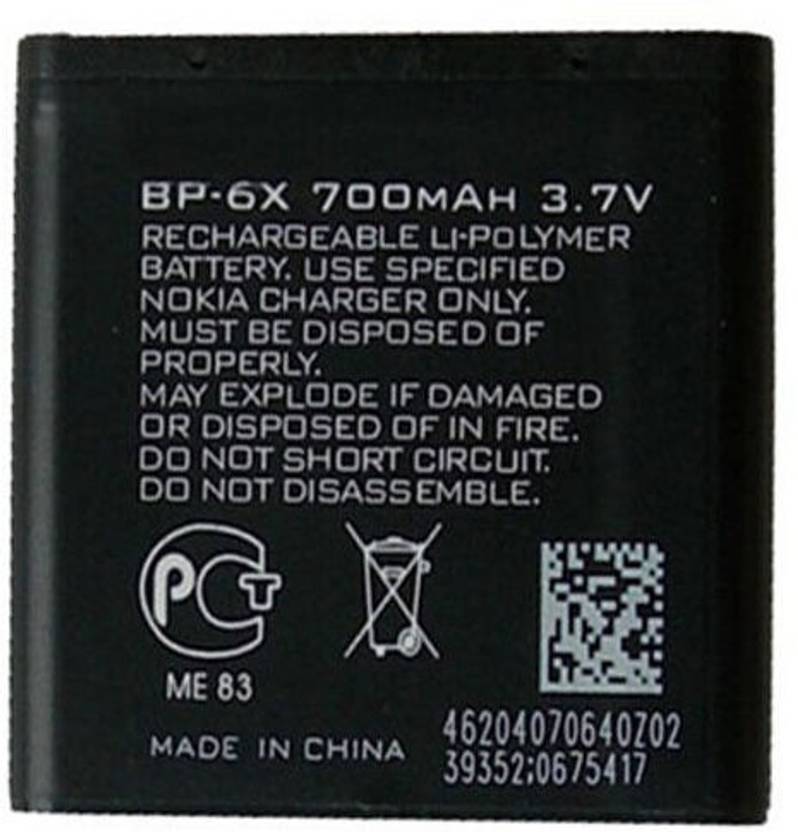 BP-6X 700MAH 3.7V
RECHARGEABLE LI-POLYMER
BATTERY. USE SPECIFIED
NOKIA CHARGER ONLY.
MUST BE DISPOSED OF
PROPERLY.
MAY EXPLODE IF DAMAGED
OR DISPOSED OF IN FIRE.
DO NOT SHORT CIRCUIT.
DO NOT DISASSEMBLE.
PCT
ME 83
MADE IN CHINA
46204070640Z02
39352;0675417